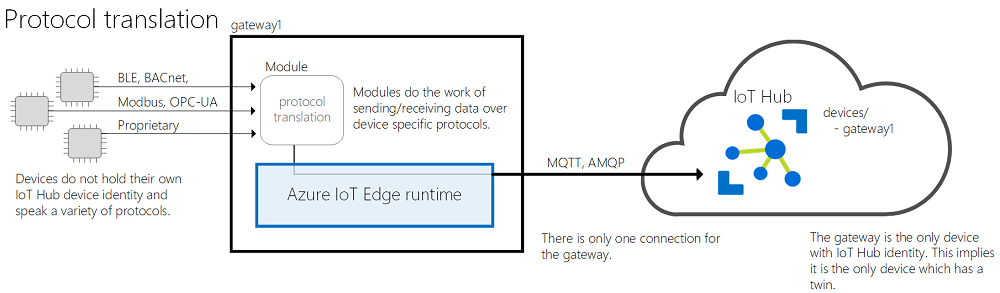 Protocol translation
gateway1
Module
BLE, BACnet,
Modbus, OPC-UA
Proprietary
protocol
translation
Modules do the work of
sending/receiving data over
device specific protocols.
Azure IoT Edge runtime
Devices do not hold their own
IoT Hub device identity and
speak a variety of protocols.
MQTT, AMQP
There is only one connection for
the gateway.
IoT Hub
devices/
- gateway1
The gateway is the only device
with IoT Hub identity. This implies
it is the only device which has a
twin.